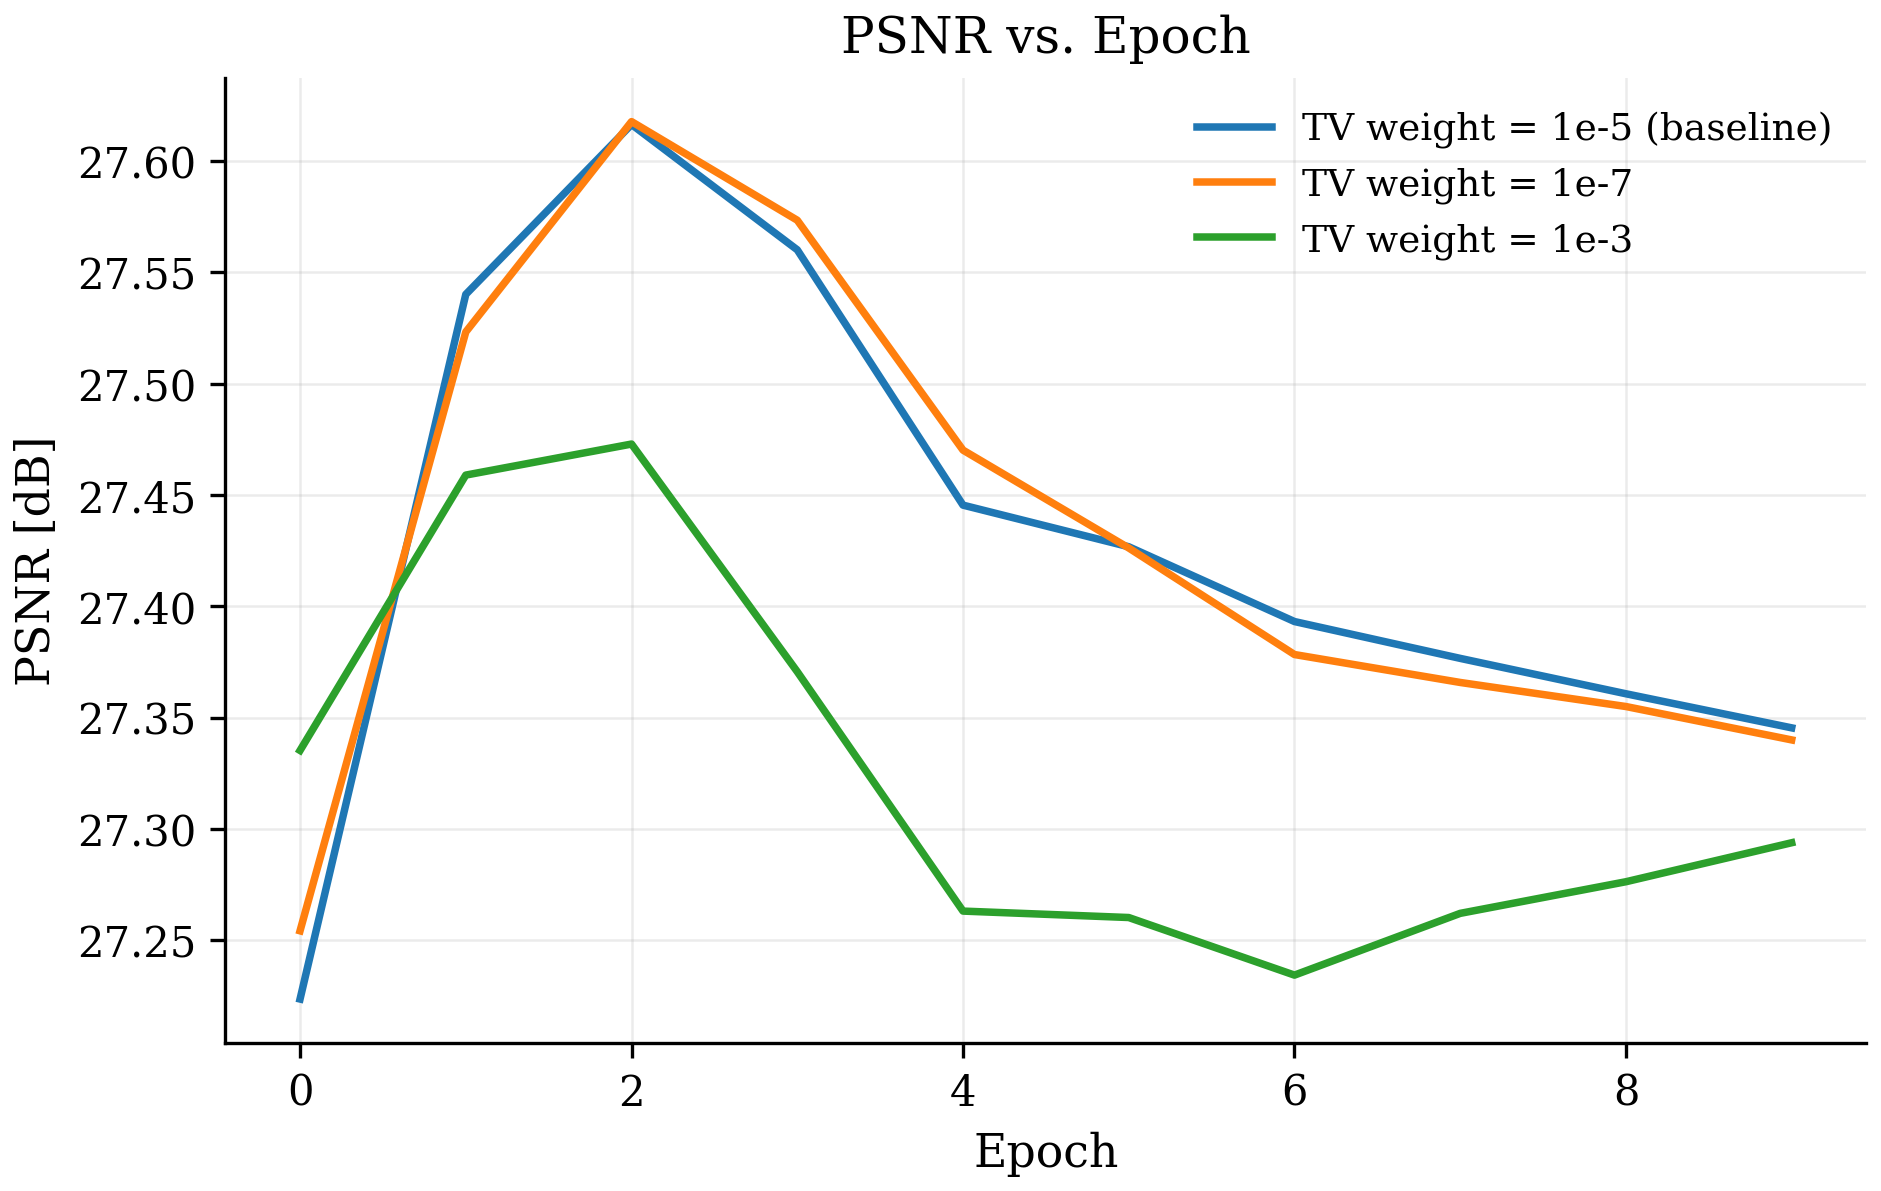 PSNR vs. Epoch
TV weight = 1e-5 (baseline)
TV weight = 1e-7
TV weight = 1e-3
PSNR [dB]
27.60
27.55
27.50
27.45
27.40
27.35
27.30
27.25
0 2 4 6 8
Epoch